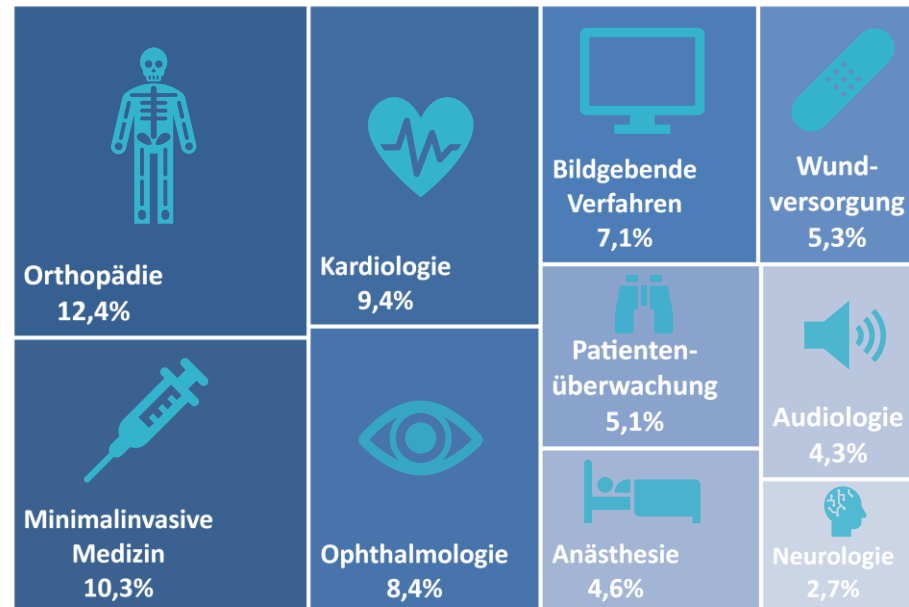 Orthopädie
12,4%
Minimalinvasive
Medizin
10,3%
Kardiologie
9,4%
Ophthalmologie
8,4%
Bildgebende
Verfahren
7,1%
Wund-
versorgung
5,3%
Patienten-
überwachung
5,1%
Audiologie
4,3%
Anästhesie
4,6%
Neurologie
2,7%